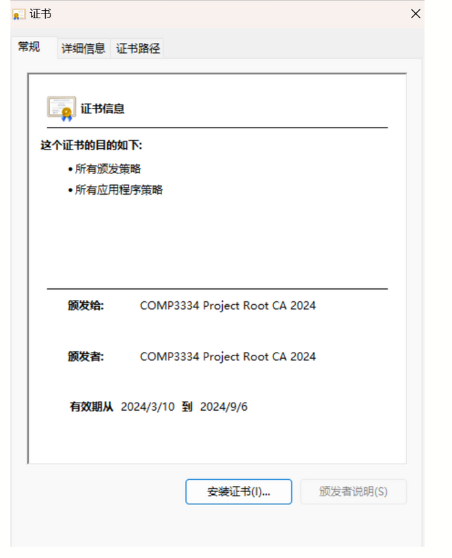 证书
常规 详细信息 证书路径
证书信息
这个证书的目的如下:
• 所有颁发策略
• 所有应用程序策略
颁发给: COMP3334 Project Root CA 2024
颁发者: COMP3334 Project Root CA 2024
有效期从 2024/3/10 到 2024/9/6
安装证书(I)... 颁发者说明(S)